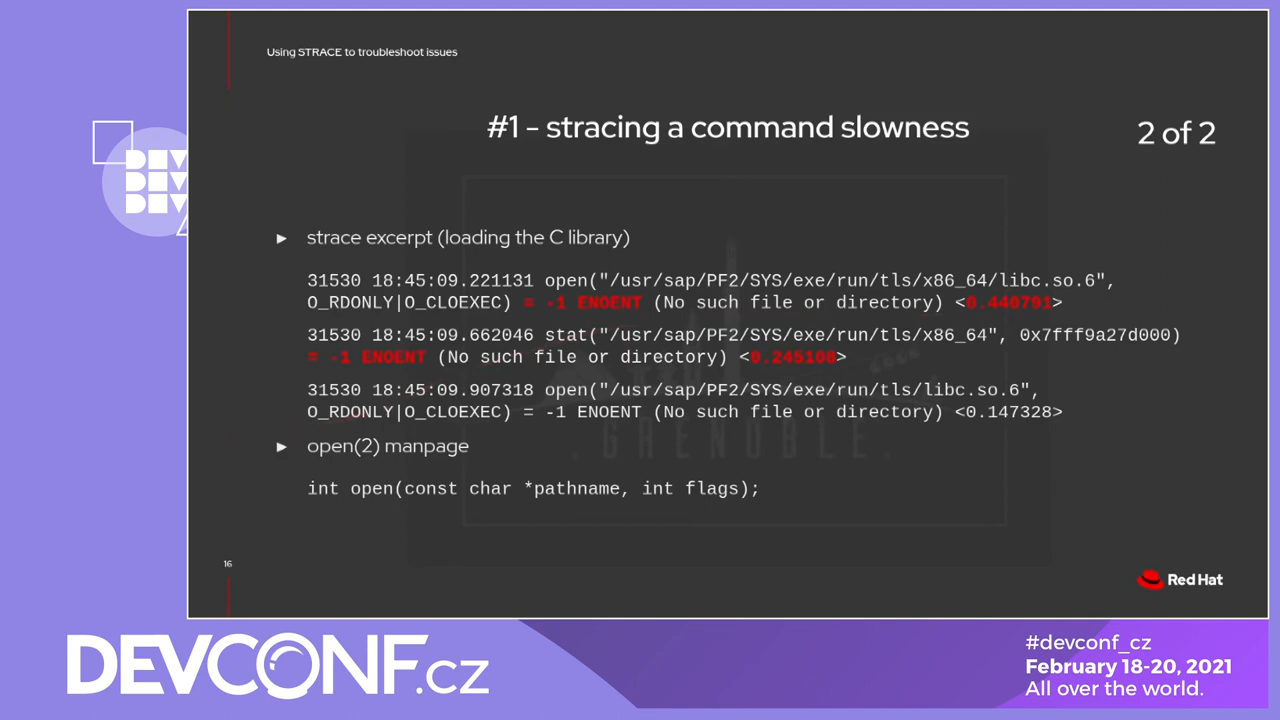 Using STRACE to troubleshoot issues
#1 - stracing a command slowness
2 of 2
► strace excerpt (loading the C library)
31530 18:45:09.221131 open("/usr/sap/PF2/SYS/exe/run/tls/x86_64/libc.so.6",
O_RDONLY|O_CLOEXEC) = -1 ENOENT (No such file or directory) <0.440791>
31530 18:45:09.662046 stat("/usr/sap/PF2/SYS/exe/run/tls/x86_64", 0x7fff9a27d000)
= -1 ENOENT (No such file or directory) <0.245108>
31530 18:45:09.907318 open("/usr/sap/PF2/SYS/exe/run/tls/libc.so.6",
O_RDONLY|O_CLOEXEC) = -1 ENOENT (No such file or directory) <0.147328>
. GRENOBLE .
► open(2) manpage
int open(const char *pathname, int flags);
16
Red Hat
DEV
DEV
DEV
DEVCONF.cz
#devconf_cz
February 18-20, 2021
All over the world.